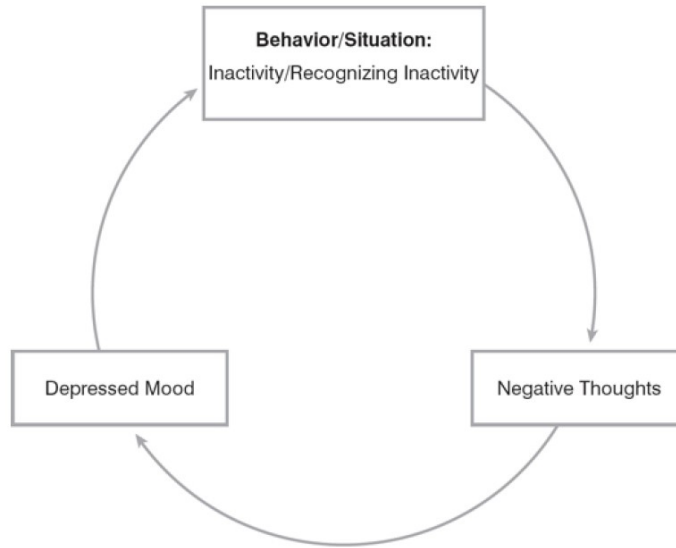 Behavior/Situation:
Inactivity/Recognizing Inactivity
Depressed Mood
Negative Thoughts